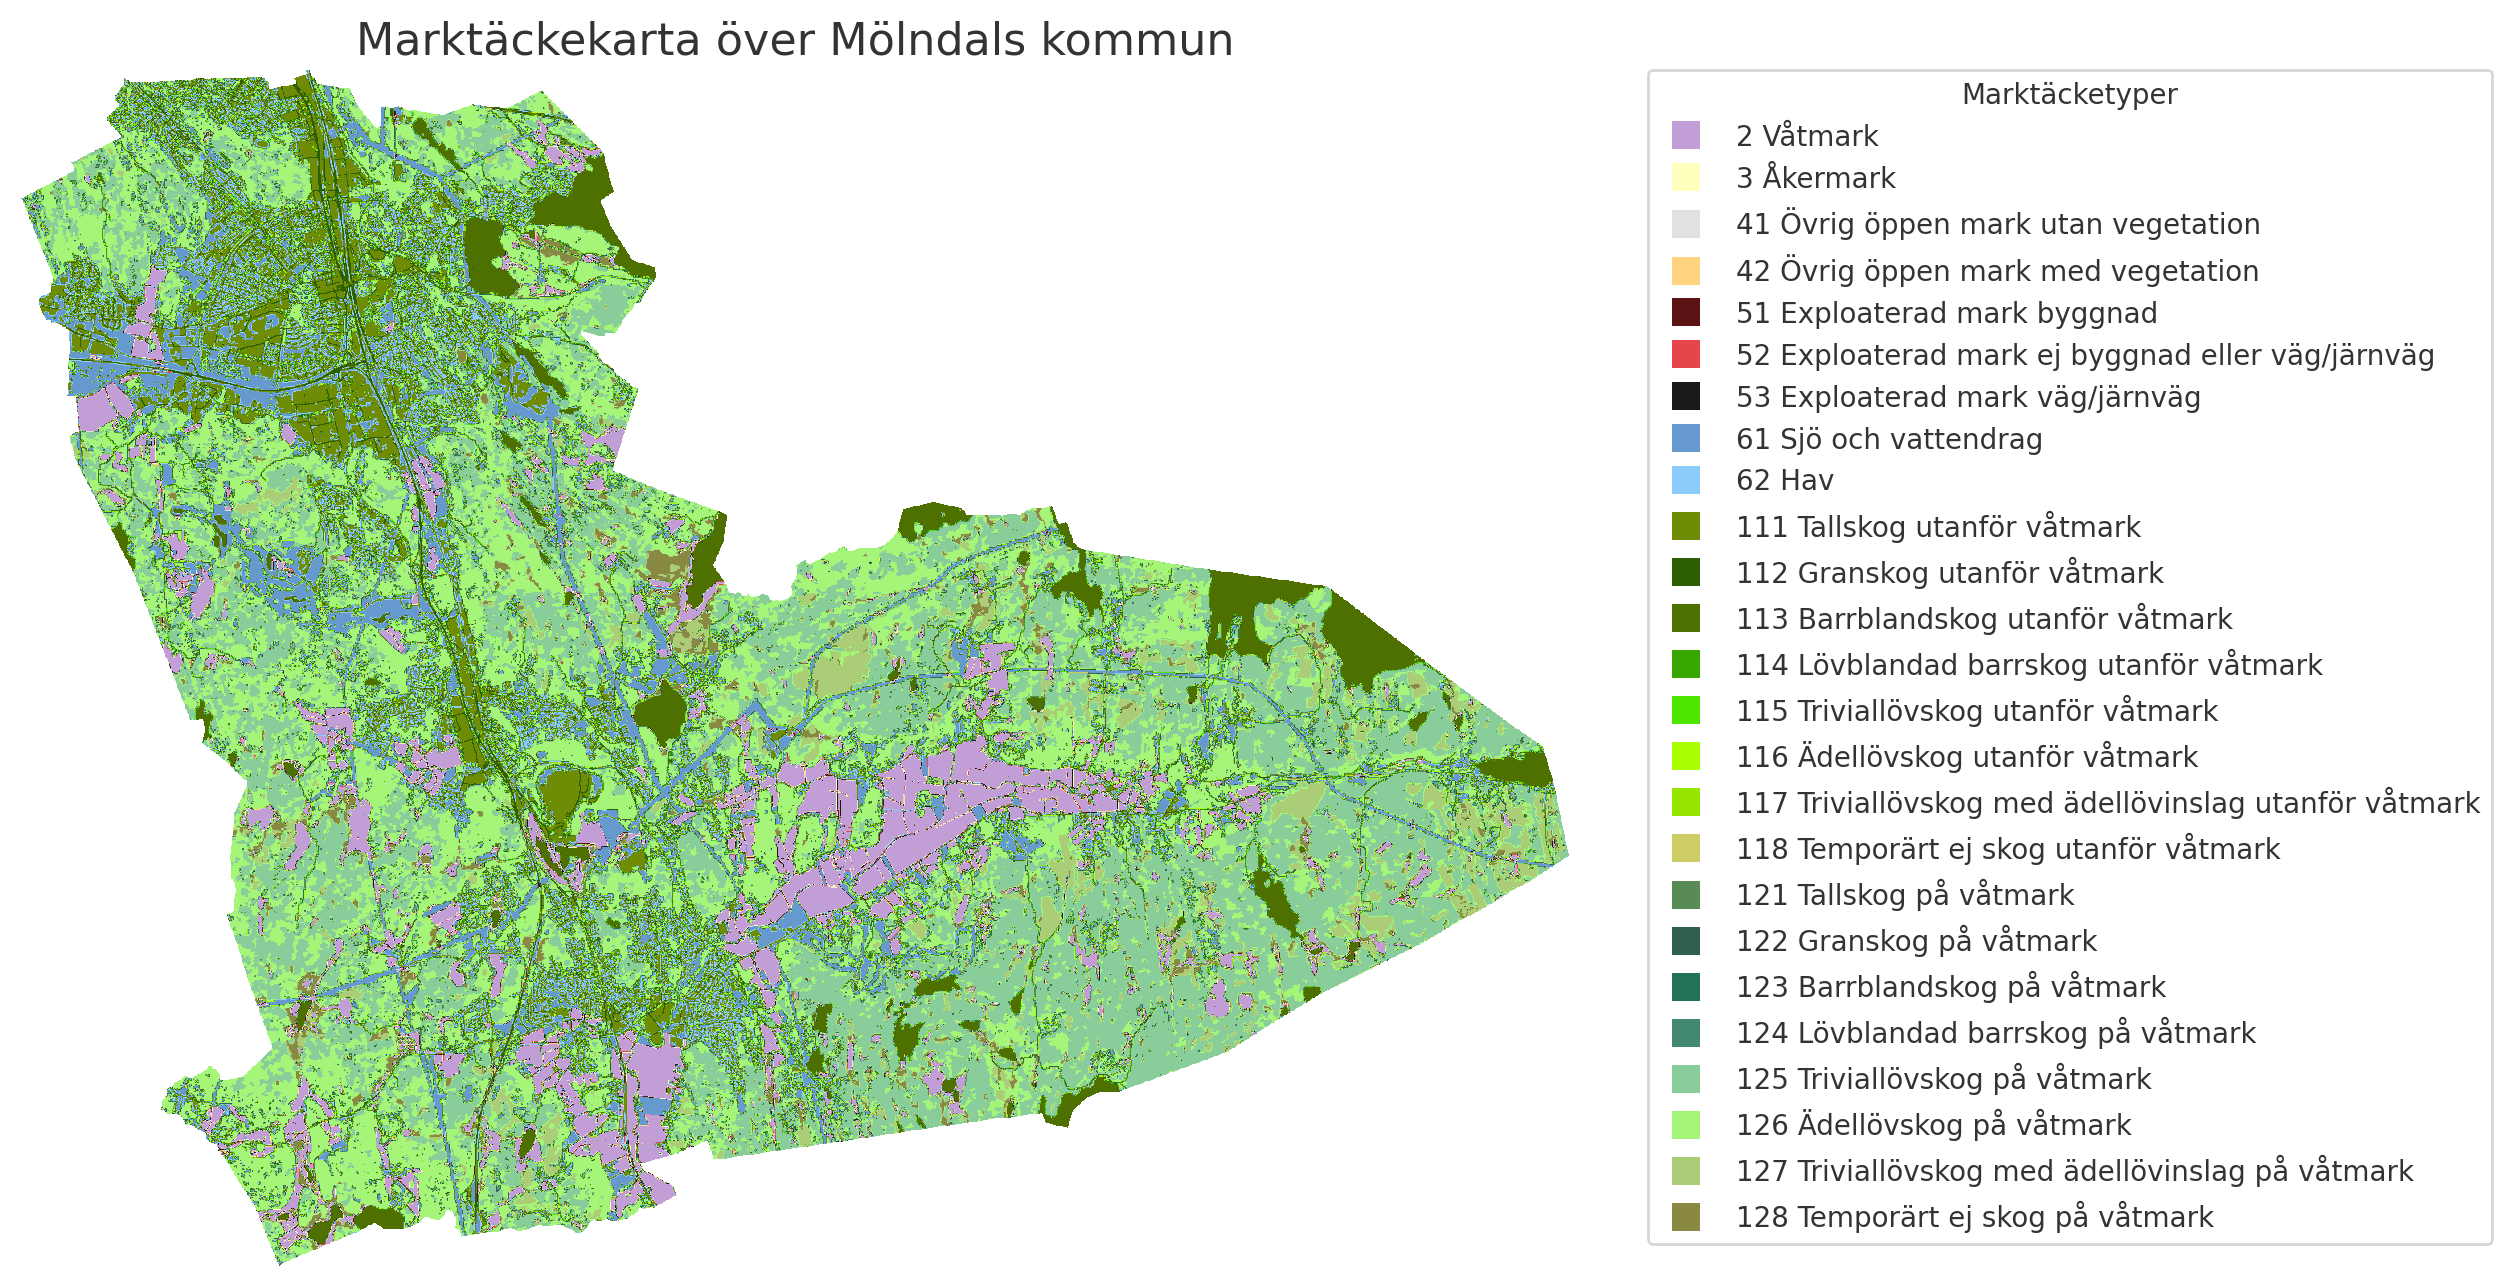 Marktäckekarta över Mölndals kommun
Marktäcketyper
2 Våtmark
3 Åkermark
41 Övrig öppen mark utan vegetation
42 Övrig öppen mark med vegetation
51 Exploaterad mark byggnad
52 Exploaterad mark ej byggnad eller väg/järnväg
53 Exploaterad mark väg/järnväg
61 Sjö och vattendrag
62 Hav
111 Tallskog utanför våtmark
112 Granskog utanför våtmark
113 Barrblandskog utanför våtmark
114 Lövblandad barrskog utanför våtmark
115 Triviallövskog utanför våtmark
116 Ädellövskog utanför våtmark
117 Triviallövskog med ädellövinslag utanför våtmark
118 Temporärt ej skog utanför våtmark
121 Tallskog på våtmark
122 Granskog på våtmark
123 Barrblandskog på våtmark
124 Lövblandad barrskog på våtmark
125 Triviallövskog på våtmark
126 Ädellövskog på våtmark
127 Triviallövskog med ädellövinslag på våtmark
128 Temporärt ej skog på våtmark